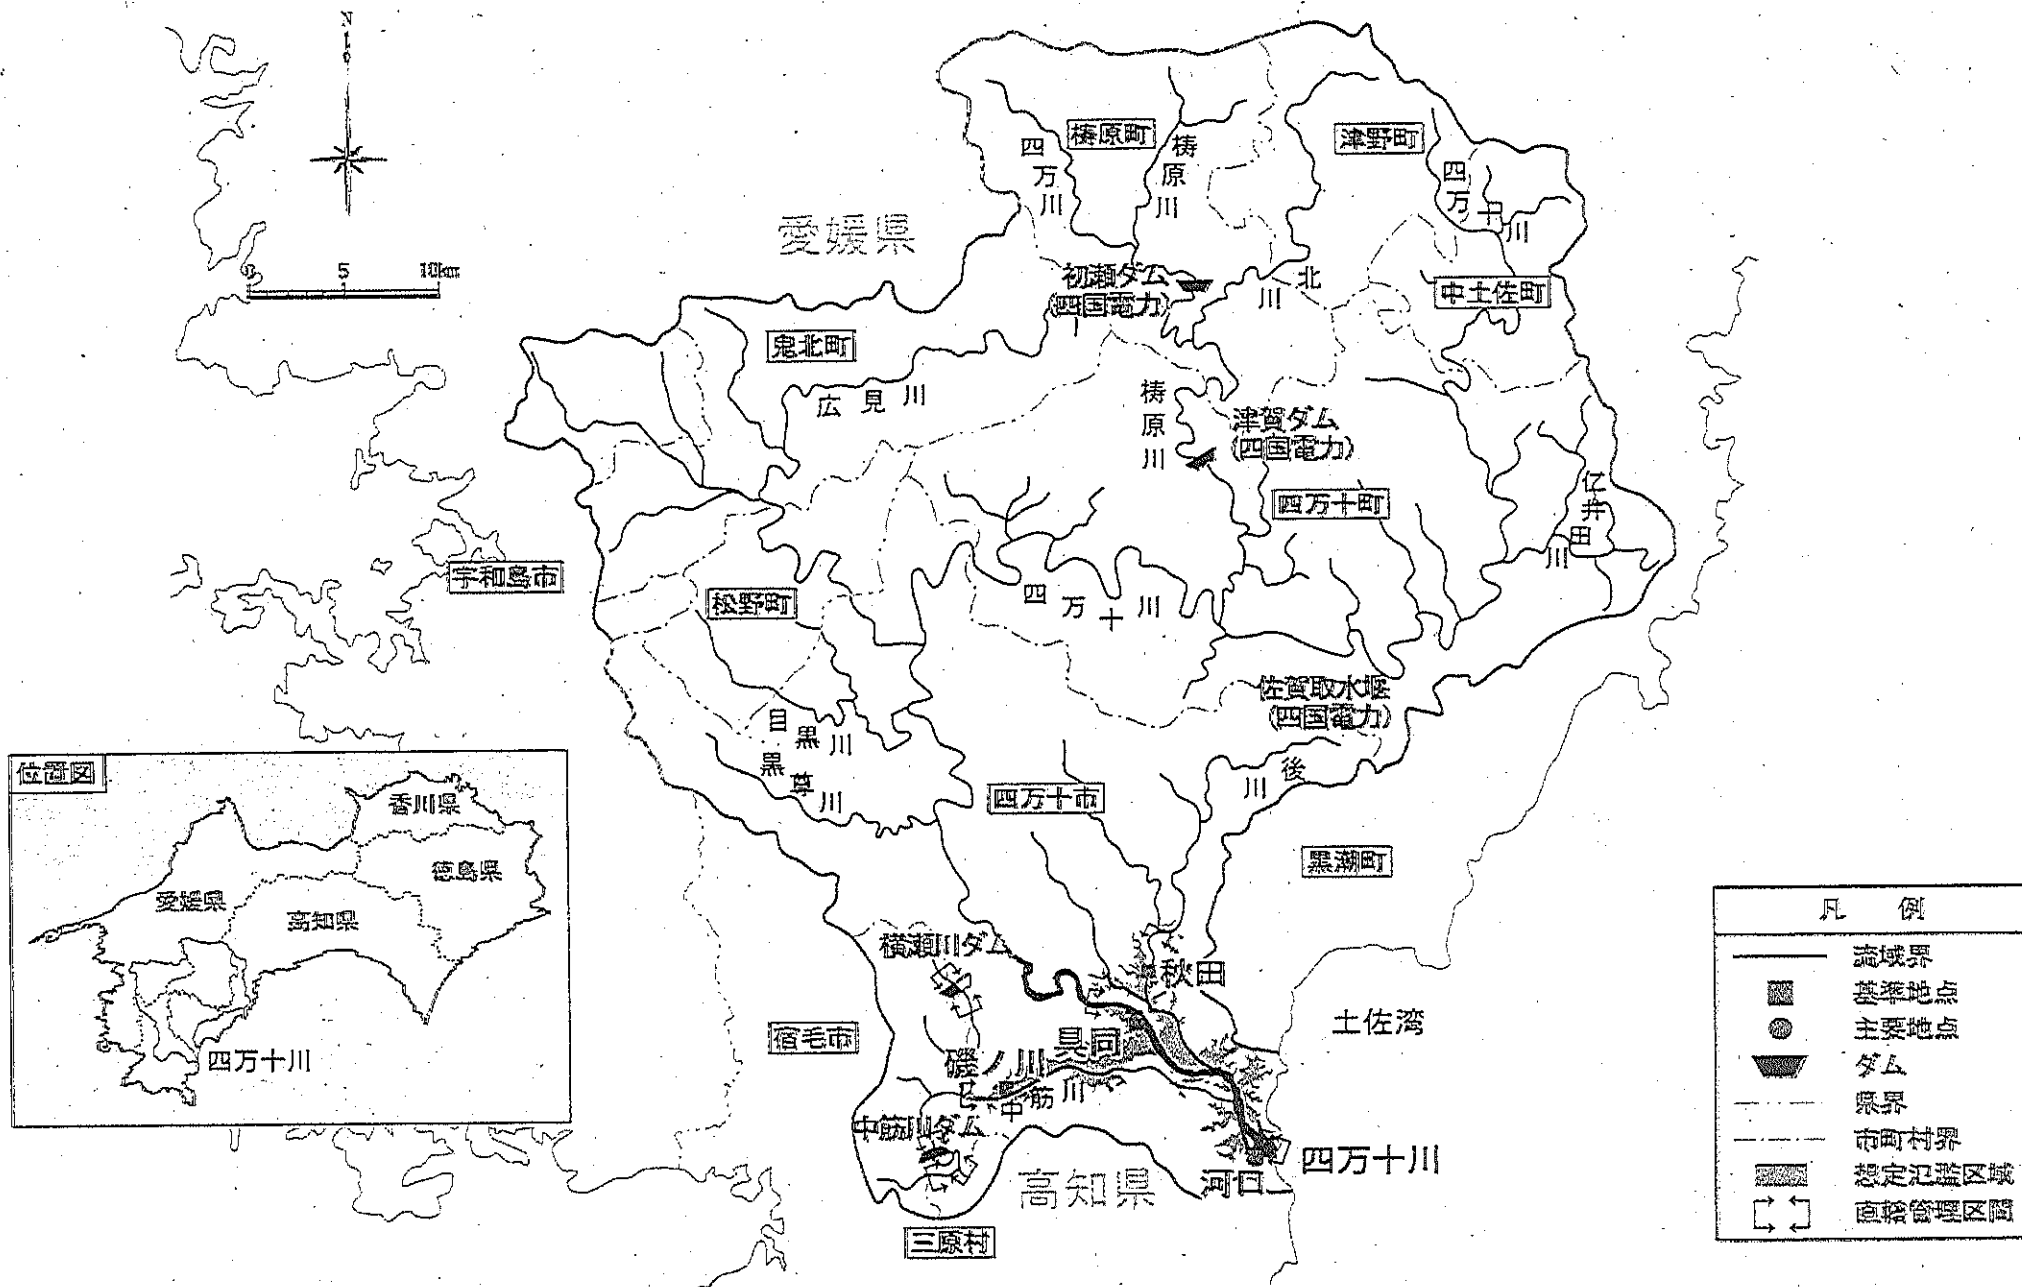 N
0 5 10km
愛媛県
梼原町
津野町
四万川
梼原川
四万十川
初瀬ダム
(四国電力)
北川
中土佐町
鬼北町
広見川
梼原川
津賀ダム
(四国電力)
四万十町
仁井田川
宇和島市
松野町
四万十川
佐賀取水堰
(四国電力)
目黒川
黒尊川
四万十市
後川
黒潮町
横瀬川ダム
秋田
宿毛市
具同
磯ノ川
土佐湾
中筋川
中筋川ダム
高知県
河口
四万十川
三原村
位置図
香川県
徳島県
愛媛県
高知県
四万十川
凡例
流域界
基準地点
主要地点
ダム
県界
市町村界
想定氾濫区域
直轄管理区間